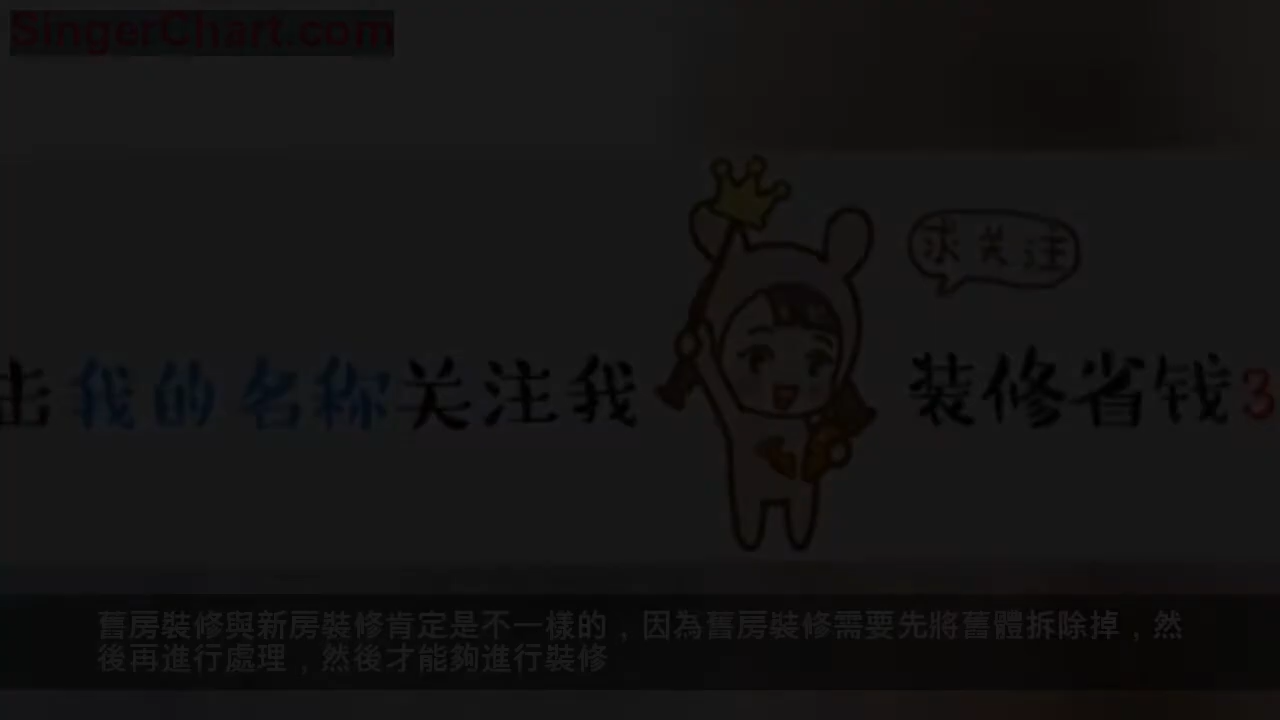 SingerChart.com
求关注
击我的名称关注我 装修省钱3
舊房裝修與新房裝修肯定是不一樣的，因為舊房裝修需要先將舊體拆除掉，然
後再進行處理，然後才能夠進行裝修